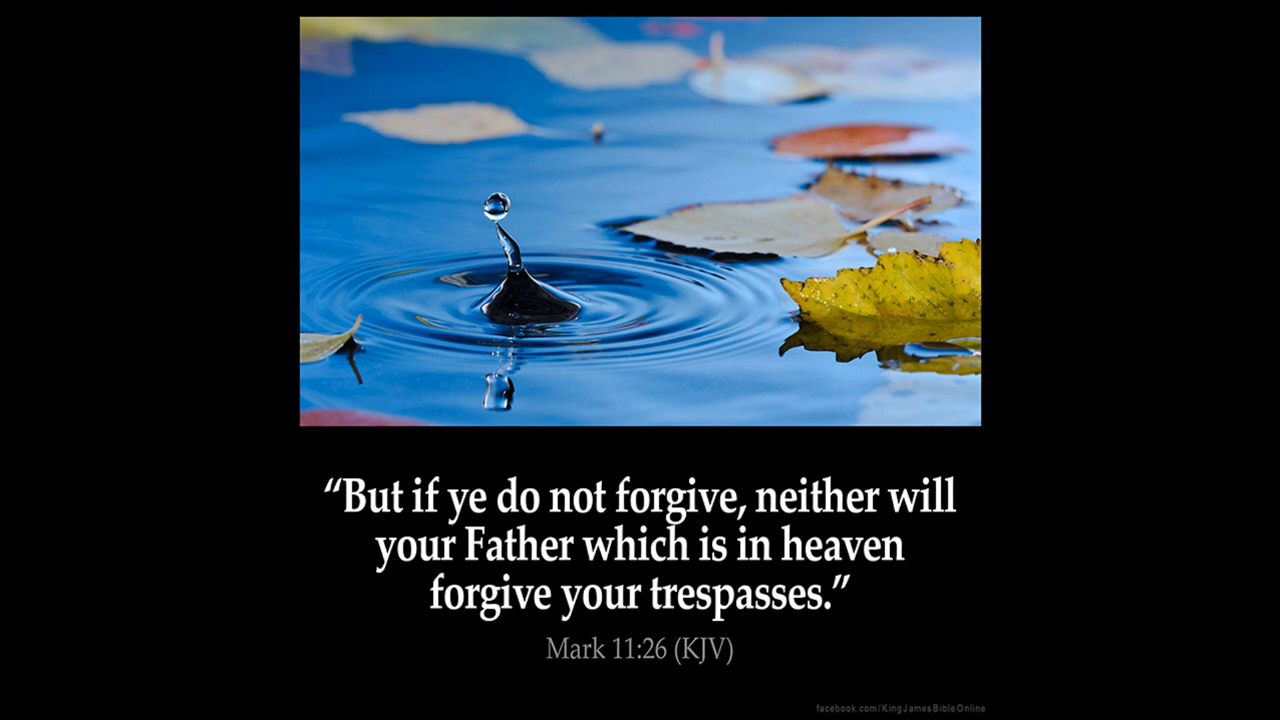 “But if ye do not forgive, neither will
your Father which is in heaven
forgive your trespasses.”
Mark 11:26 (KJV)
facebook.com/KingJamesBibleOnline